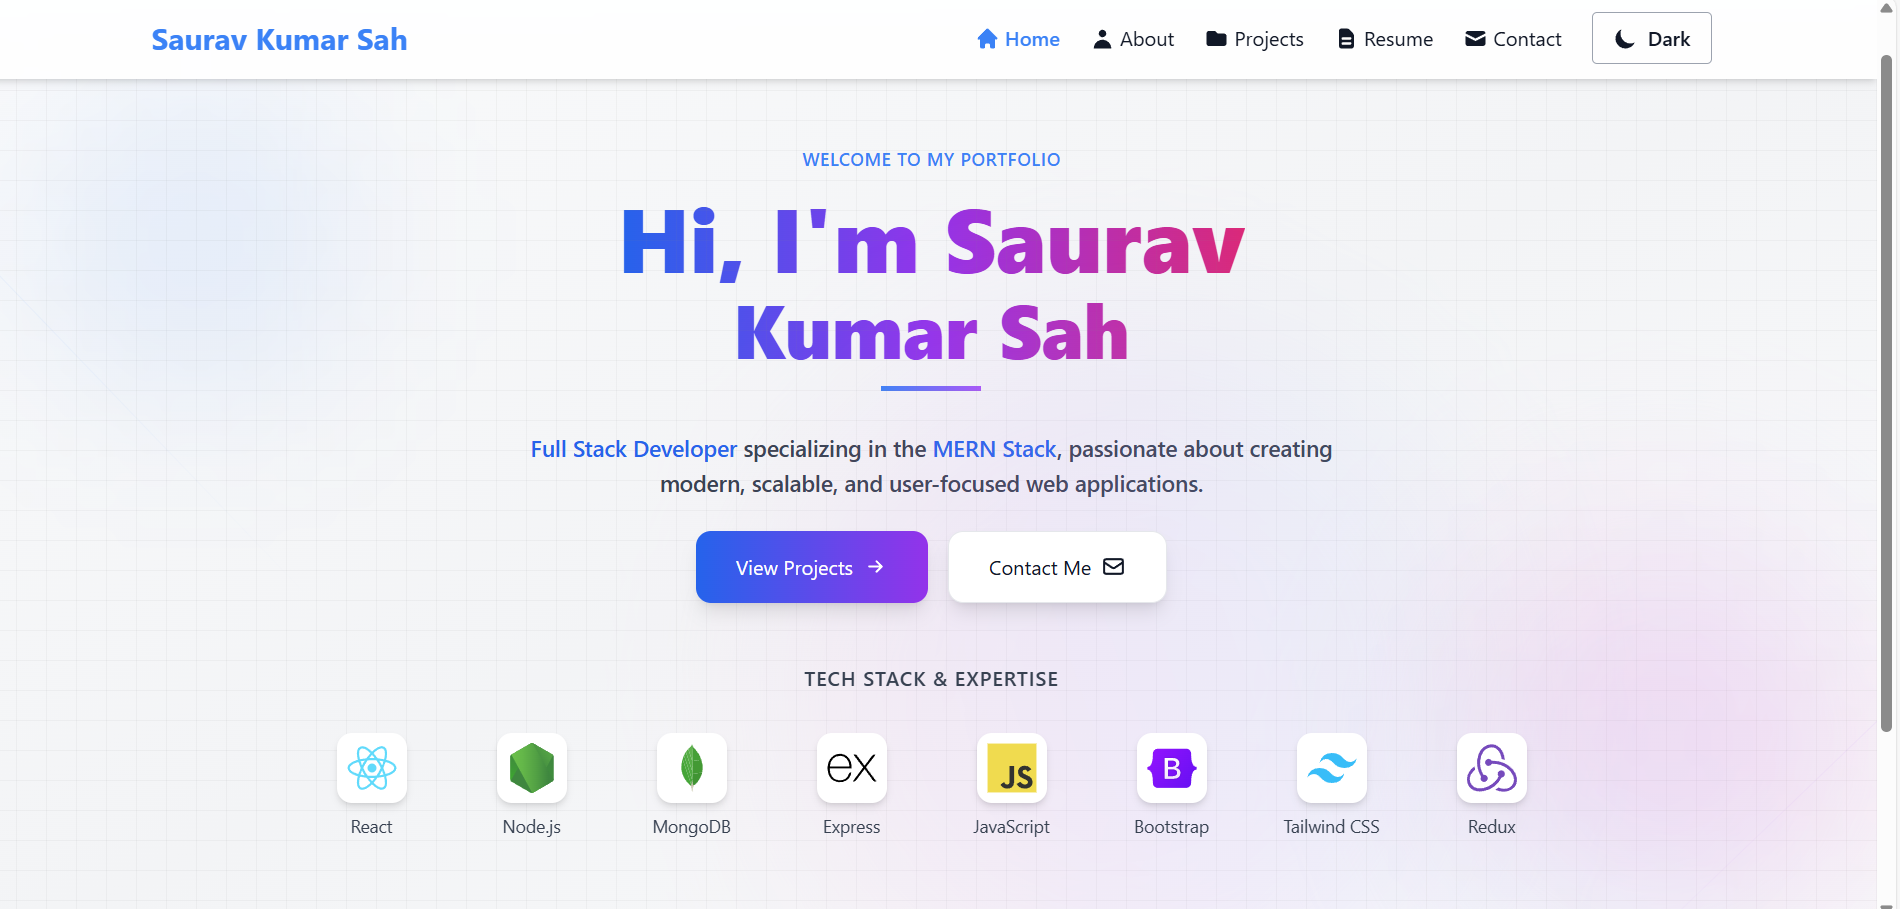 Saurav Kumar Sah
Home About Projects Resume Contact Dark
WELCOME TO MY PORTFOLIO
Hi, I'm Saurav
Kumar Sah
Full Stack Developer specializing in the MERN Stack, passionate about creating
modern, scalable, and user-focused web applications.
View Projects → Contact Me
TECH STACK & EXPERTISE
ex JS B
React Node.js MongoDB Express JavaScript Bootstrap Tailwind CSS Redux